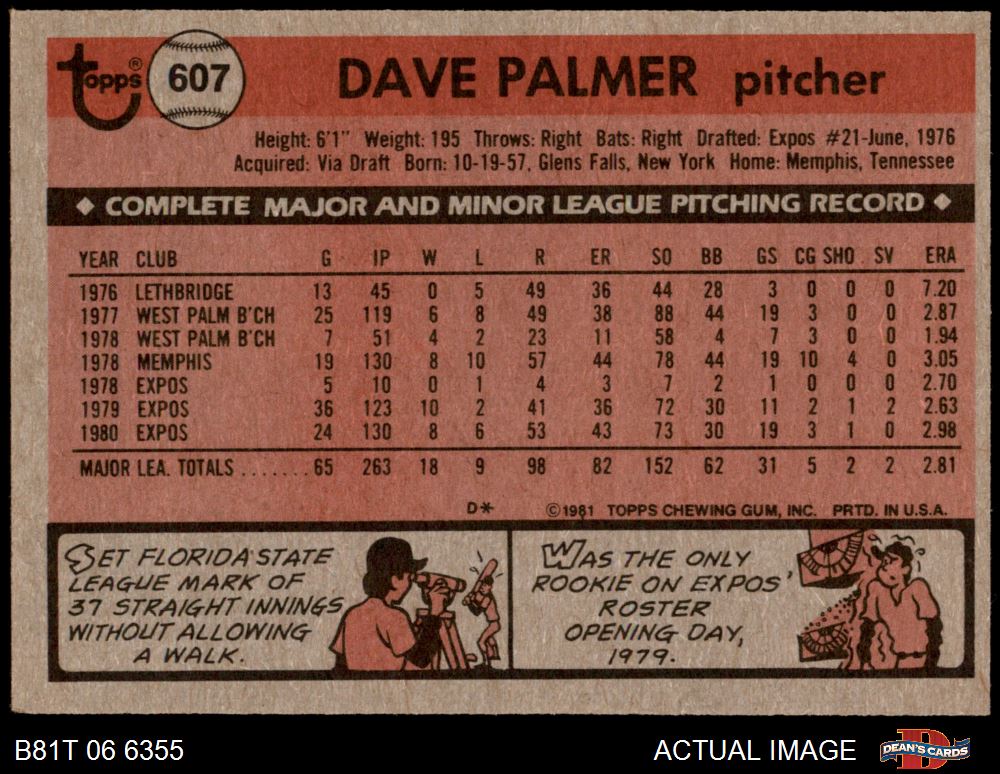 Topps® 607 DAVE PALMER pitcher
Height: 6'1" Weight: 195 Throws: Right Bats: Right Drafted: Expos #21-June, 1976
Acquired: Via Draft Born: 10-19-57, Glens Falls, New York Home: Memphis, Tennessee
◆ COMPLETE MAJOR AND MINOR LEAGUE PITCHING RECORD ◆
YEAR CLUB G IP W L R ER SO BB GS CG SHO SV ERA
1976 LETHBRIDGE 13 45 0 5 49 36 44 28 3 0 0 0 7.20
1977 WEST PALM B'CH 25 119 6 8 49 38 88 44 19 3 0 0 2.87
1978 WEST PALM B'CH 7 51 4 2 23 11 58 4 7 3 0 0 1.94
1978 MEMPHIS 19 130 8 10 57 44 78 44 19 10 4 0 3.05
1978 EXPOS 5 10 0 1 4 3 7 2 1 0 0 0 2.70
1979 EXPOS 36 123 10 2 41 36 72 30 11 2 1 2 2.63
1980 EXPOS 24 130 8 6 53 43 73 30 19 3 1 0 2.98
MAJOR LEA. TOTALS ....... 65 263 18 9 98 82 152 62 31 5 2 2 2.81
D* ©1981 TOPPS CHEWING GUM, INC. PRTD. IN U.S.A.
SET FLORIDA STATE
LEAGUE MARK OF
37 STRAIGHT INNINGS
WITHOUT ALLOWING
A WALK.
WAS THE ONLY
ROOKIE ON EXPOS'
ROSTER
OPENING DAY,
1979.
B81T 06 6355 ACTUAL IMAGE DEAN'S CARDS